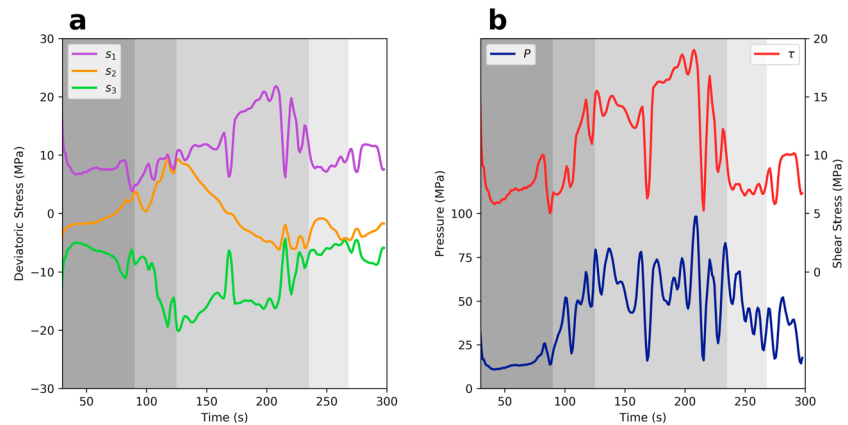 a
30
20
10
0
−10
−20
−30
Deviatoric Stress (MPa)
s1
s2
s3
50
100
150
200
250
300
Time (s)
b
100
75
50
25
0
Pressure (MPa)
P
τ
20
15
10
5
0
Shear Stress (MPa)
50
100
150
200
250
300
Time (s)